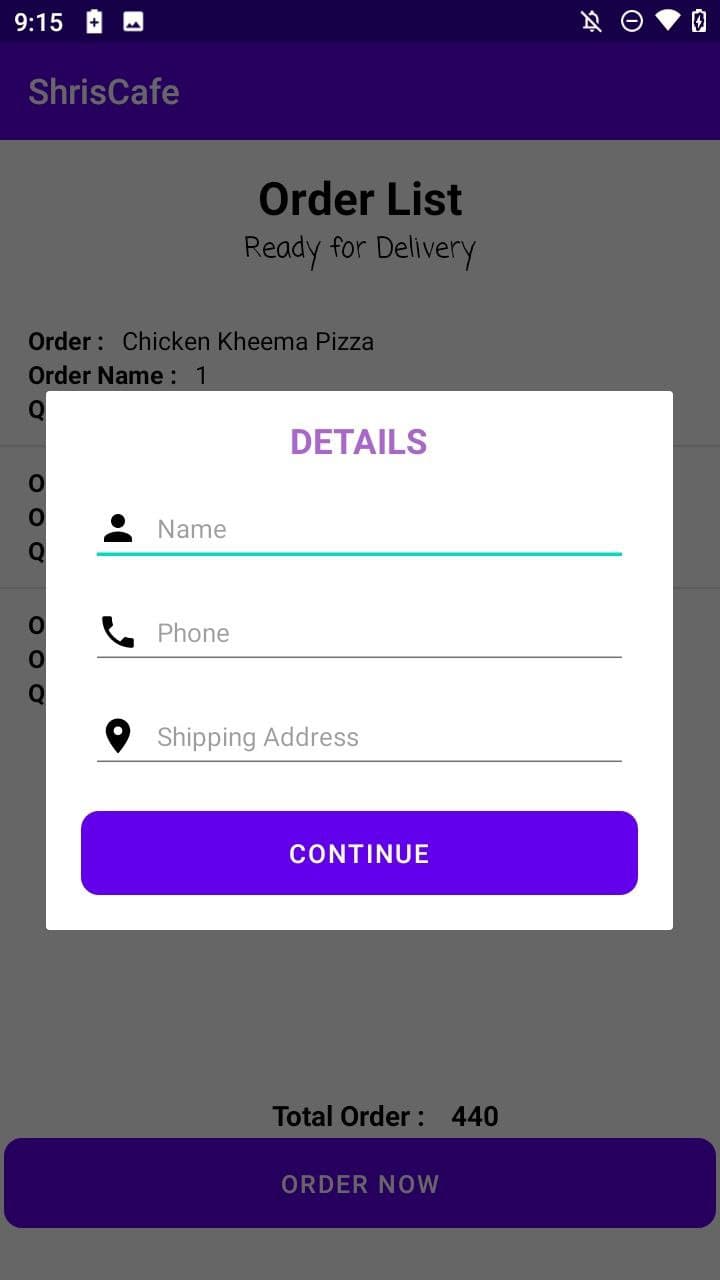 9:15
ShrisCafe
Order List
Ready for Delivery
Order : Chicken Kheema Pizza
Order Name : 1
Q
O
O
Q
O
O
Q
DETAILS
Name
Phone
Shipping Address
CONTINUE
Total Order : 440
ORDER NOW